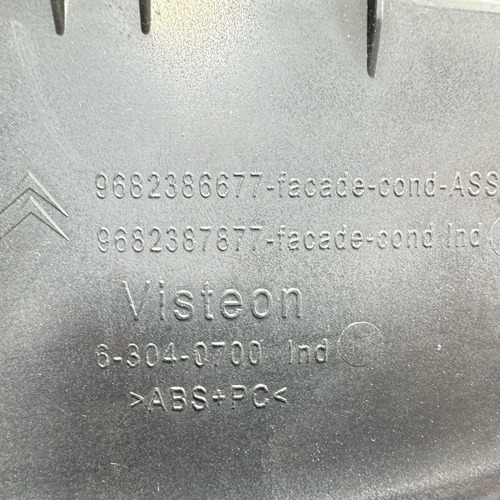 9682386677-facade-cond-ASS
9682387877-facade-cond Ind
Visteon
6-304-0700 Ind
>ABS+PC<